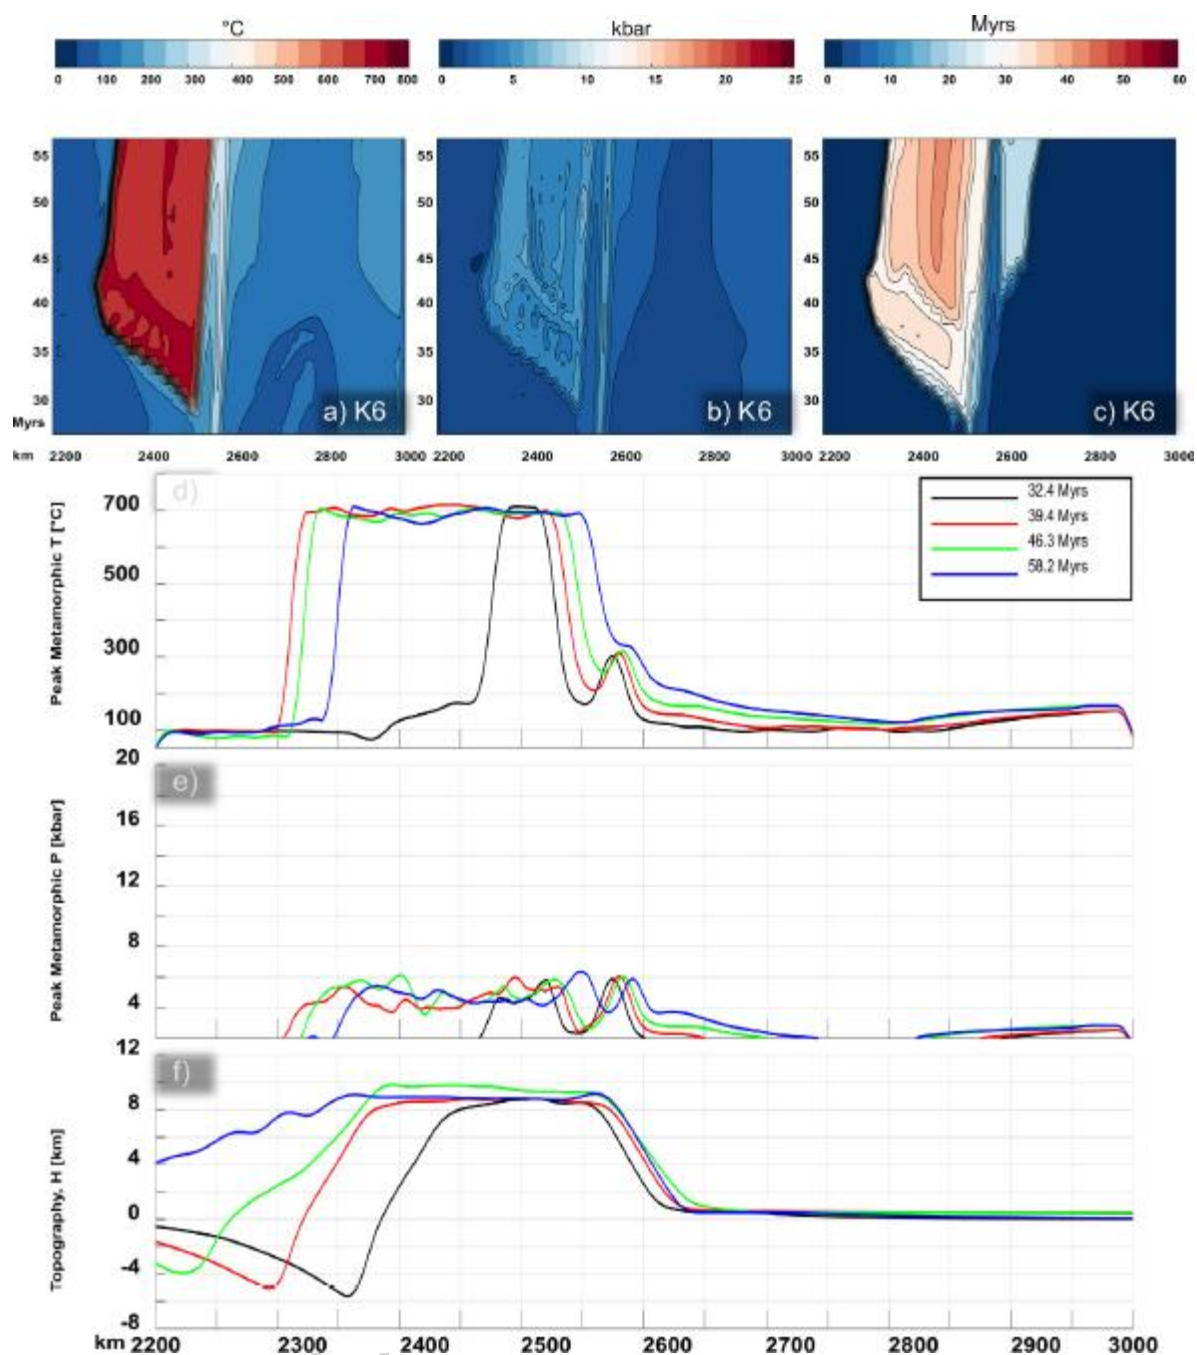 °C
kbar
Myrs
0 100 200 300 400 500 600 700 800
0 5 10 15 20 25
0 10 20 30 40 50 60
55
50
45
40
35
30
Myrs
a) K6
55
50
45
40
35
30
b) K6
55
50
45
40
35
30
c) K6
km 2200 2400 2600 2800 3000
2200 2400 2600 2800 3000
2200 2400 2600 2800 3000
d)
Peak Metamorphic T [°C]
700
500
300
100
32.4 Myrs
39.4 Myrs
46.3 Myrs
58.2 Myrs
e)
Peak Metamorphic P [kbar]
20
16
12
8
4
f)
Topography, H [km]
12
8
4
0
-4
-8
km 2200 2300 2400 2500 2600 2700 2800 2900 3000